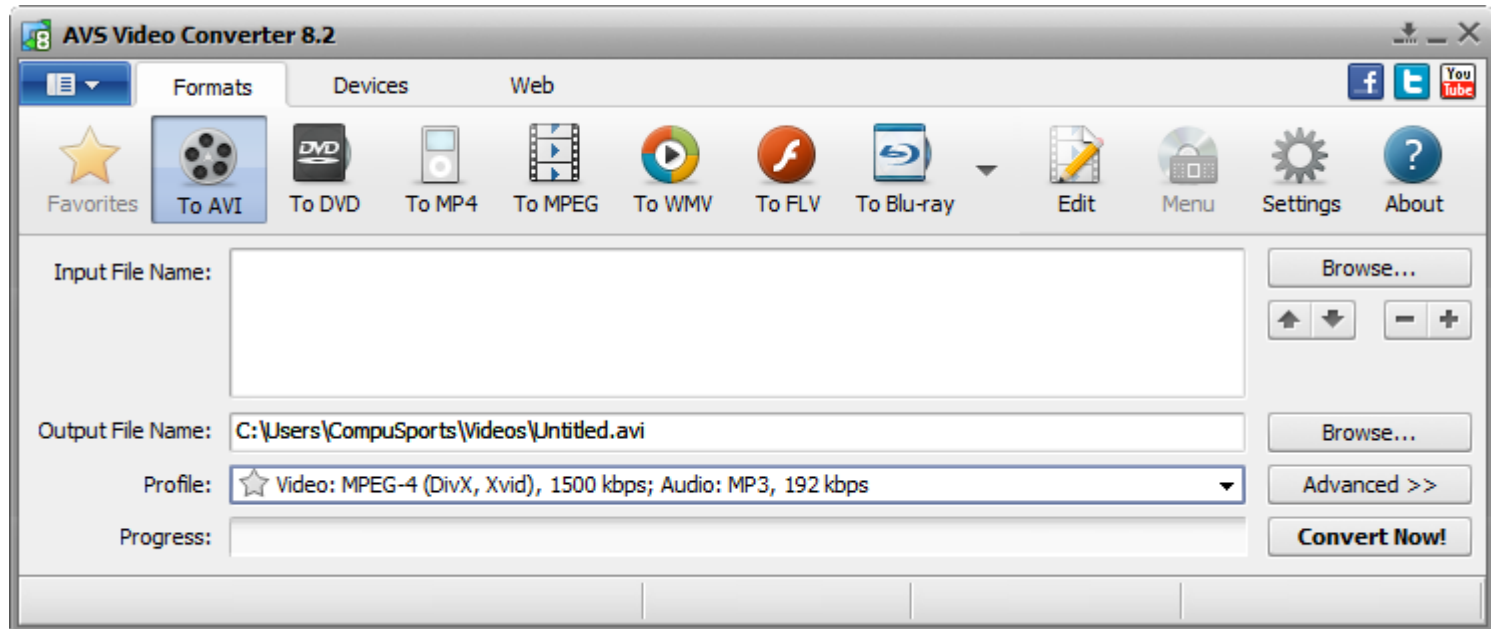 AVS Video Converter 8.2
Formats Devices Web
f t You Tube
DVD
Favorites To AVI To DVD To MP4 To MPEG To WMV To FLV To Blu-ray Edit Menu Settings About
Input File Name: Browse...
Output File Name: C:\Users\CompuSports\Videos\Untitled.avi Browse...
Profile: Video: MPEG-4 (DivX, Xvid), 1500 kbps; Audio: MP3, 192 kbps Advanced >>
Progress: Convert Now!